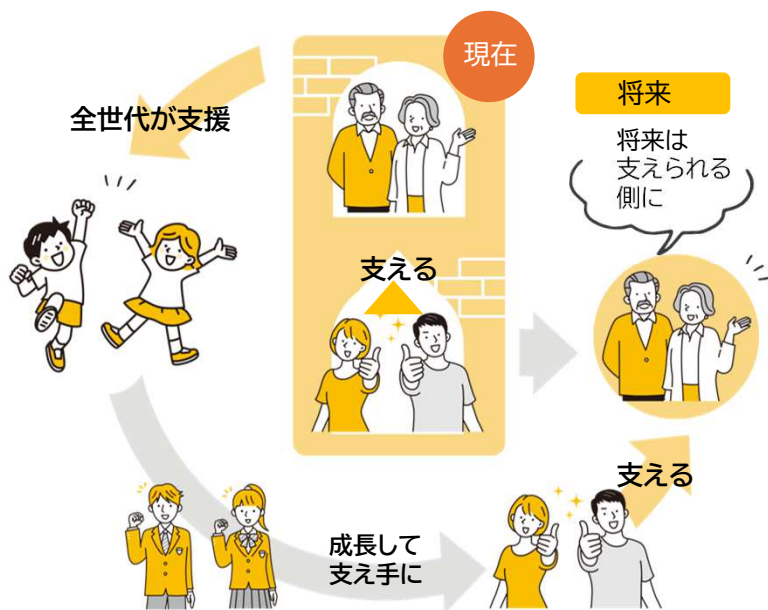 現在
全世代が支援
将来
将来は
支えられる
側に
支える
支える
成長して
支え手に